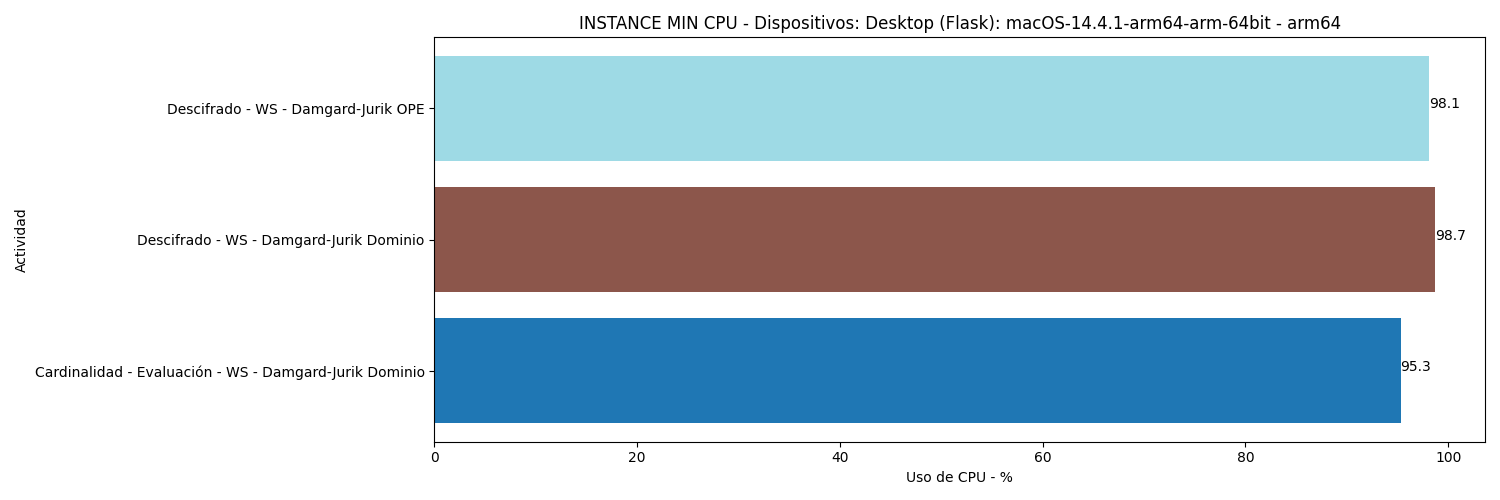 INSTANCE MIN CPU - Dispositivos: Desktop (Flask): macOS-14.4.1-arm64-arm-64bit - arm64
Actividad
Descifrado - WS - Damgard-Jurik OPE
98.1
Descifrado - WS - Damgard-Jurik Dominio
98.7
Cardinalidad - Evaluación - WS - Damgard-Jurik Dominio
95.3
0 20 40 60 80 100
Uso de CPU - %